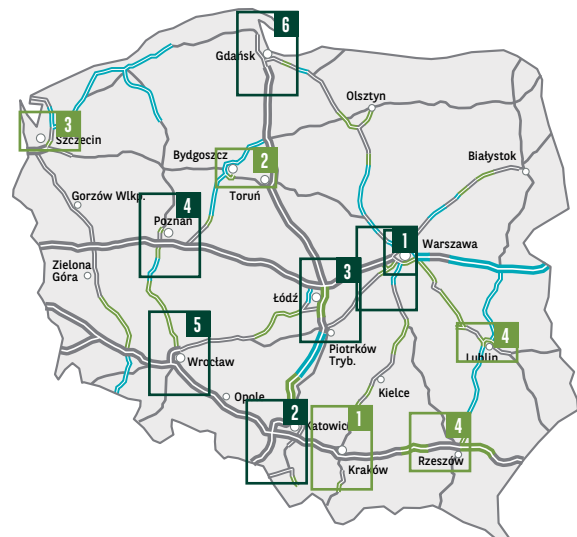 6
Gdańsk
Olsztyn
3
Szczecin
Bydgoszcz
2
Białystok
Toruń
Gorzów Wlkp.
4
Poznań
1
Warszawa
Zielona
Góra
3
Łódź
5
Piotrków
Tryb.
4
Lublin
Wrocław
Kielce
Opole
2
Katowice
1
4
Kraków
Rzeszów